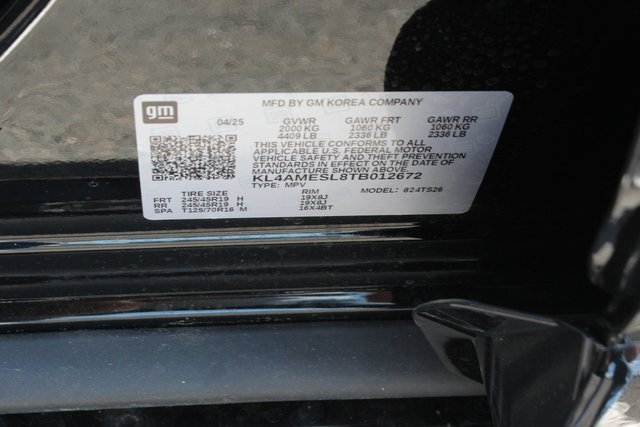 gm
MFD BY GM KOREA COMPANY
04/25 GVWR GAWR FRT GAWR RR
2000 KG 1060 KG 1060 KG
4409 LB 2336 LB 2336 LB
THIS VEHICLE CONFORMS TO ALL
APPLICABLE U.S. FEDERAL MOTOR
VEHICLE SAFETY AND THEFT PREVENTION
STANDARDS IN EFFECT ON THE DATE OF
MANUFACTURE SHOWN ABOVE.
KL4AMESL8TB012672
TYPE: MPV MODEL: 824TS26
TIRE SIZE RIM
FRT 245/45R19 H 19X8J
RR 245/45R19 H 19X8J
SPA T125/70R16 M 16X4BT